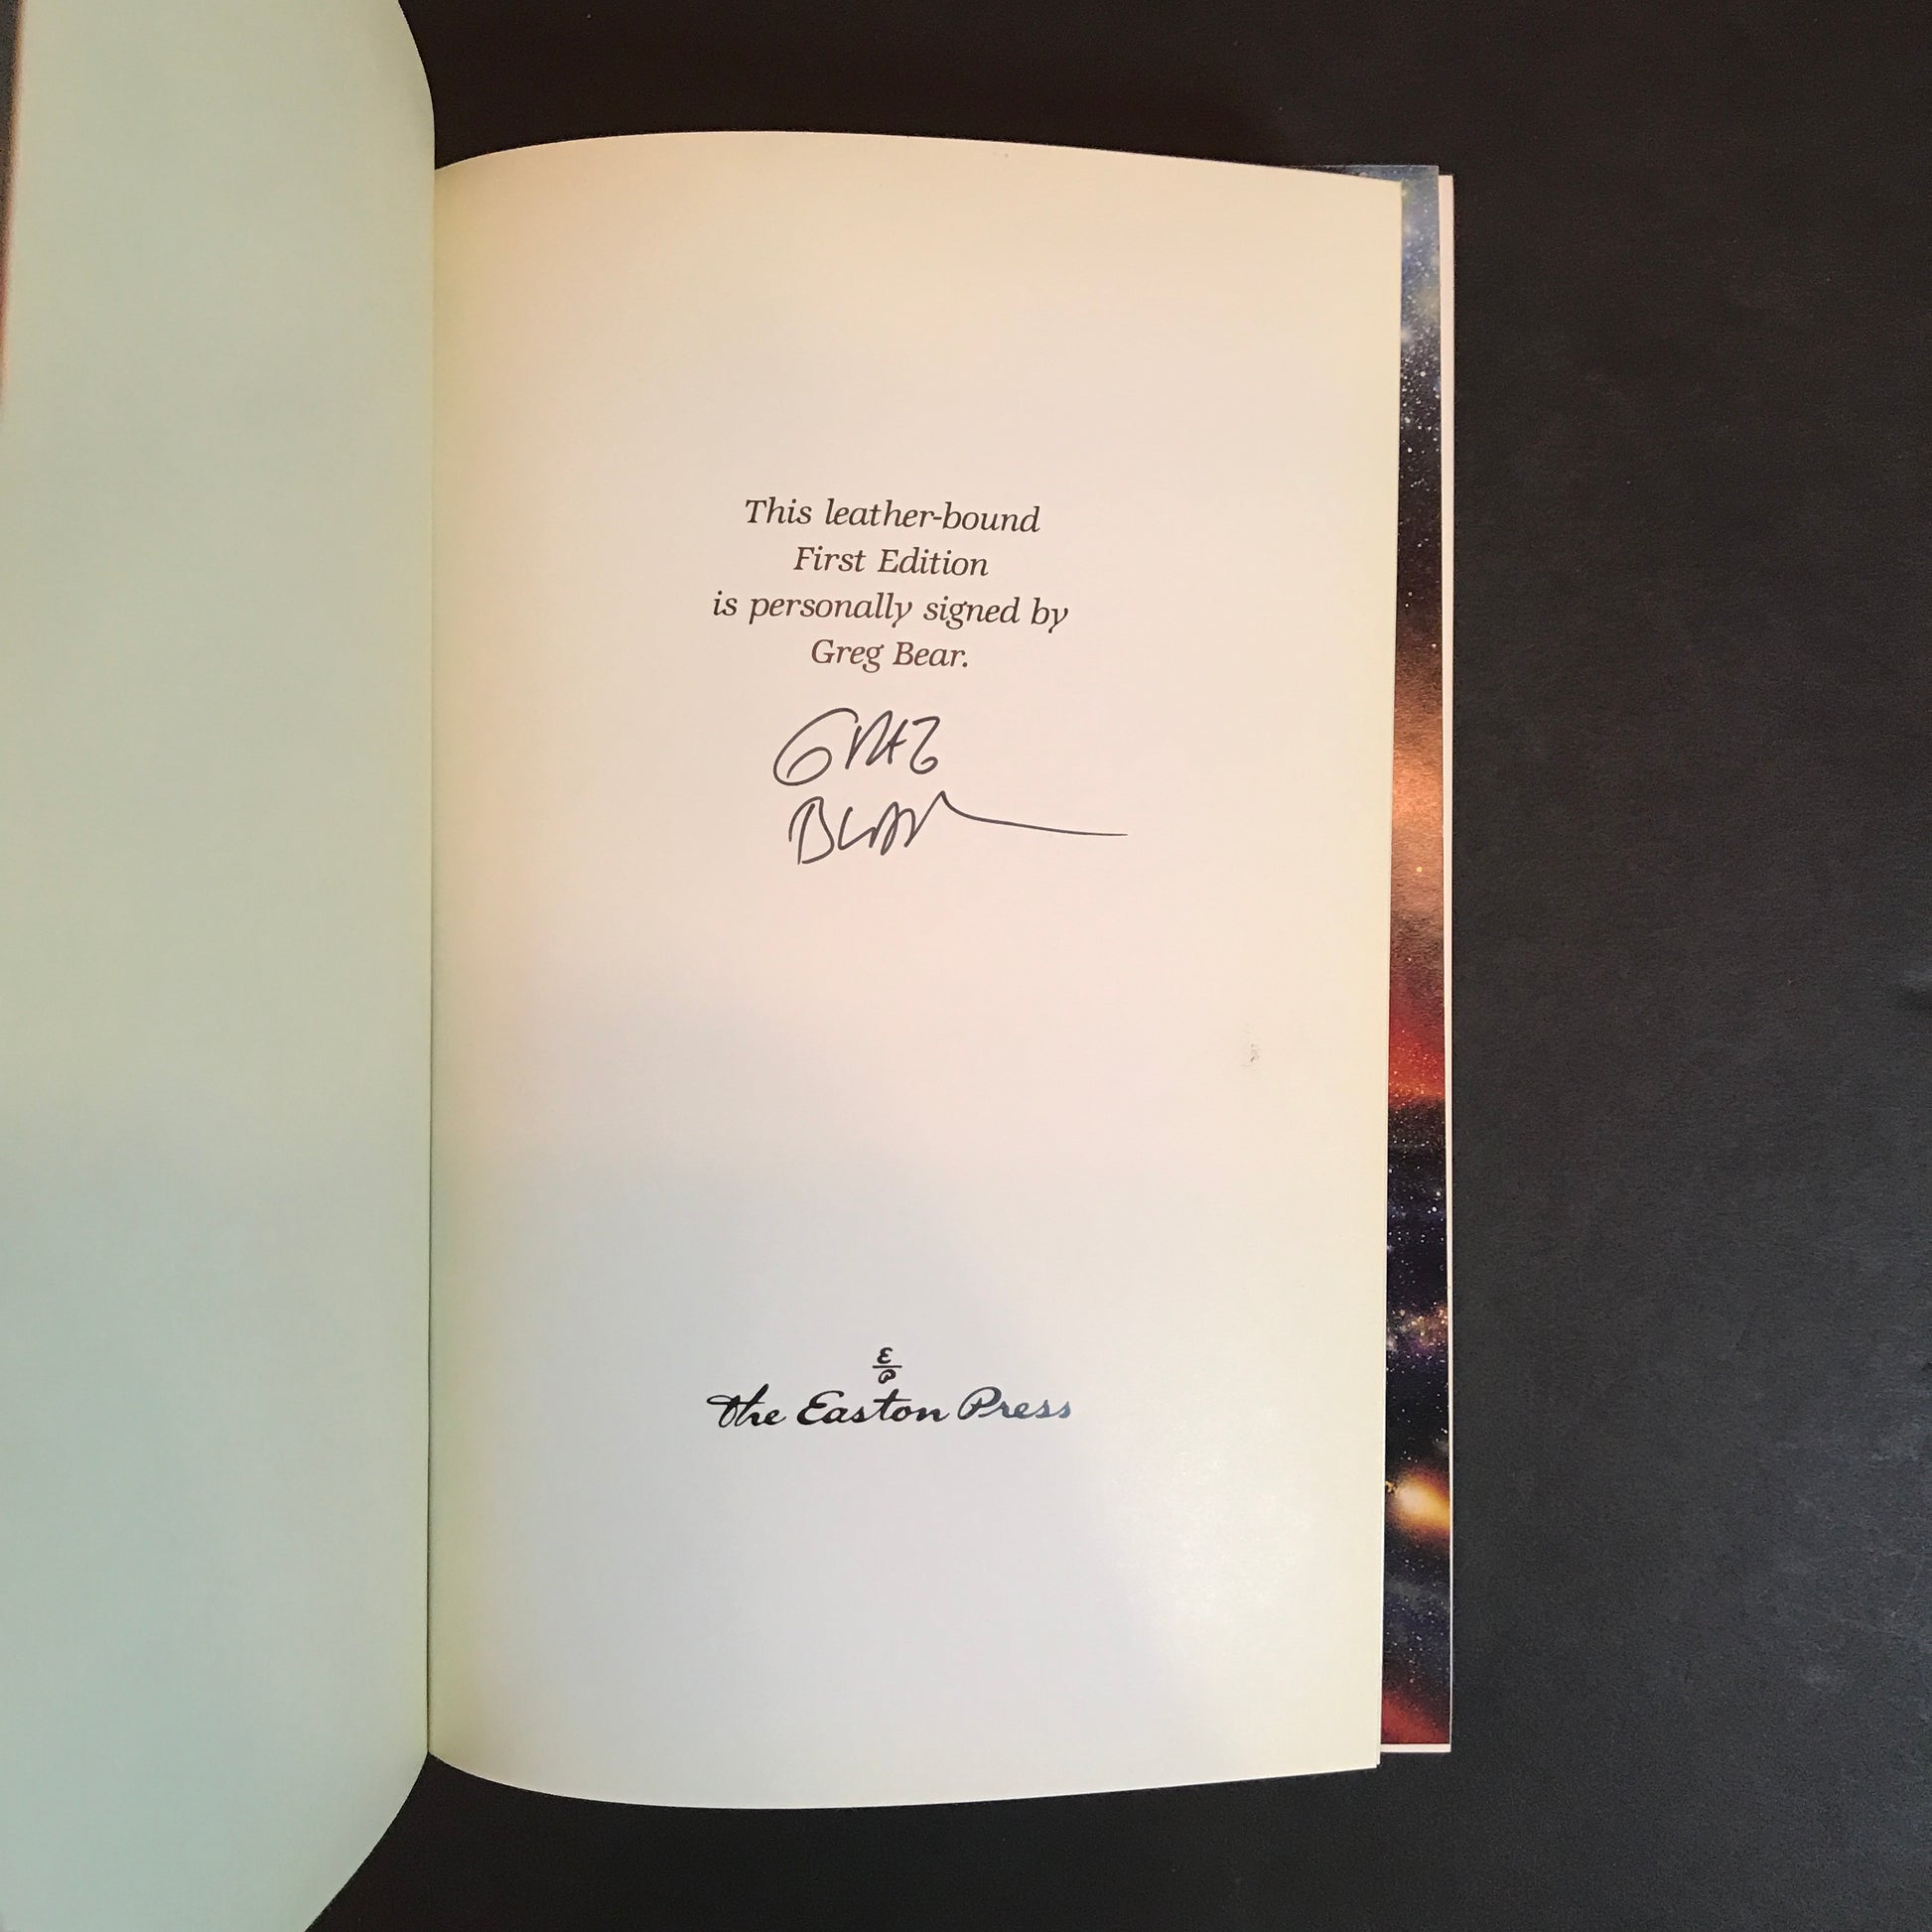 This leather-bound
First Edition
is personally signed by
Greg Bear.
Greg
Bear
E
P
The Easton Press